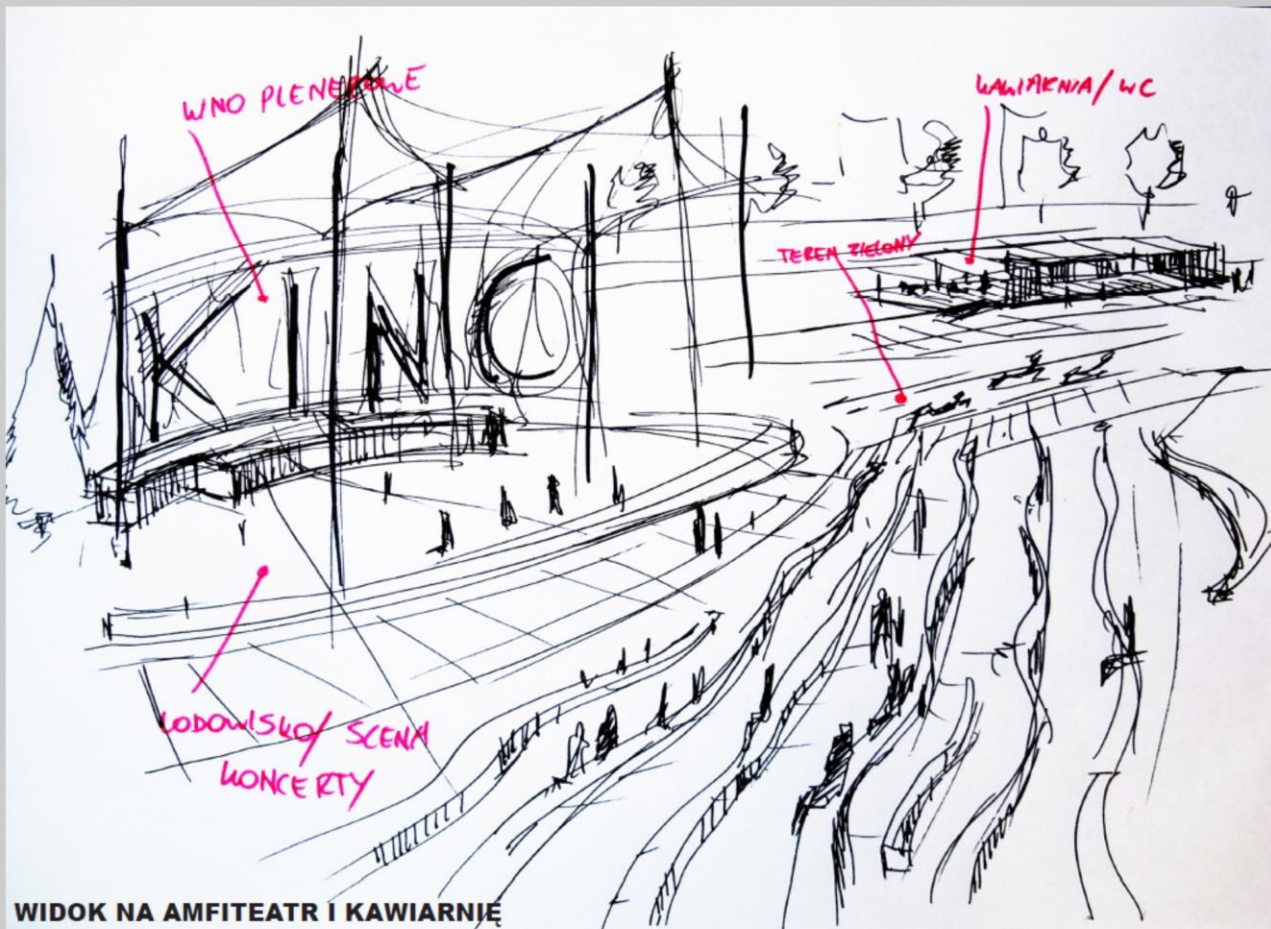 KINO PLENEROWE
KAWIARNIA/WC
TEREN ZIELONY
KINO
LODOWISKO/ SCENA
KONCERTY
WIDOK NA AMFITEATR I KAWIARNIĘ